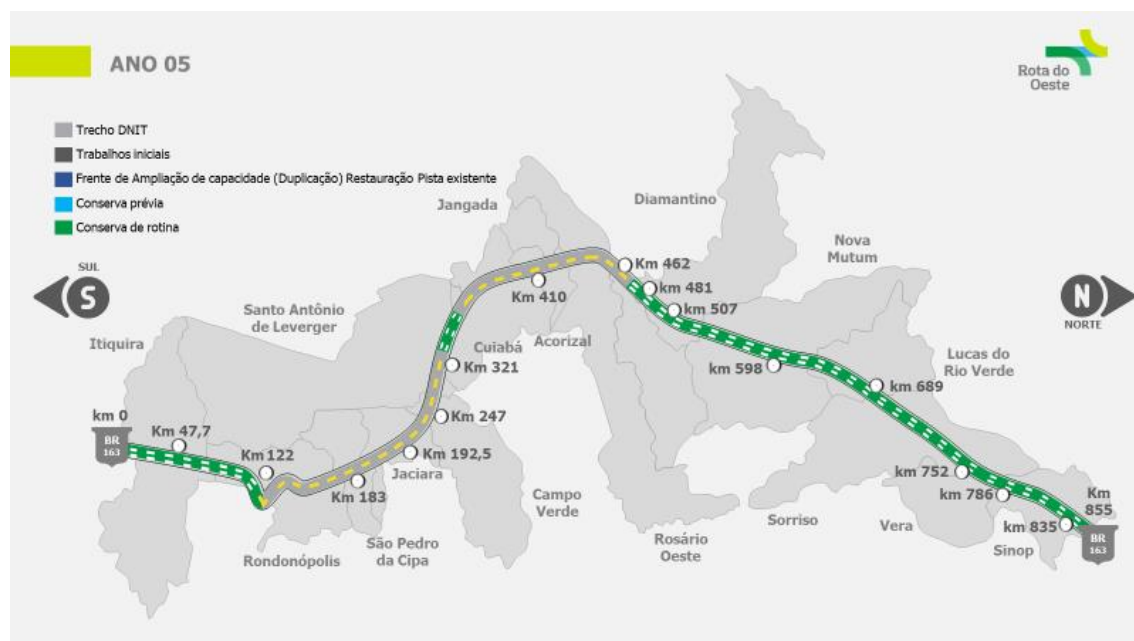 ANO 05
Rota do
Oeste
Trecho DNIT
Trabalhos iniciais
Frente de Ampliação de capacidade (Duplicação) Restauração Pista existente
Conserva prévia
Conserva de rotina
SUL
S
N
NORTE
Jangada
Diamantino
Nova
Mutum
Km 462
km 481
km 507
Km 410
Santo Antônio
de Leverger
Itiquira
Cuiabá
Acorizal
Km 321
km 598
Lucas do
Rio Verde
km 689
km 0
BR
163
Km 47,7
Km 122
Km 247
Km 192,5
Jaciara
Km 183
km 752
km 786
km 835
Km
855
BR
163
Campo
Verde
São Pedro
da Cipa
Rondonópolis
Rosário
Oeste
Sorriso
Vera
Sinop